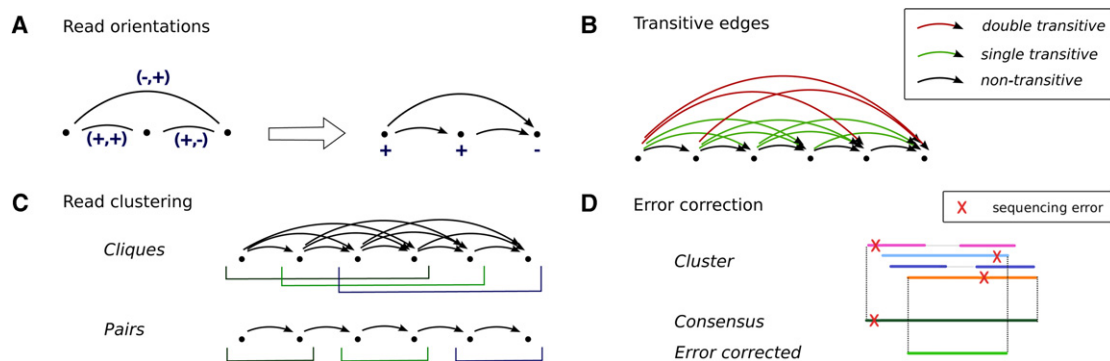 A Read orientations
(-,+)
(+,+) (+,-)
+ + -
B Transitive edges
double transitive
single transitive
non-transitive
C Read clustering
Cliques
Pairs
D Error correction
X sequencing error
Cluster
Consensus
Error corrected